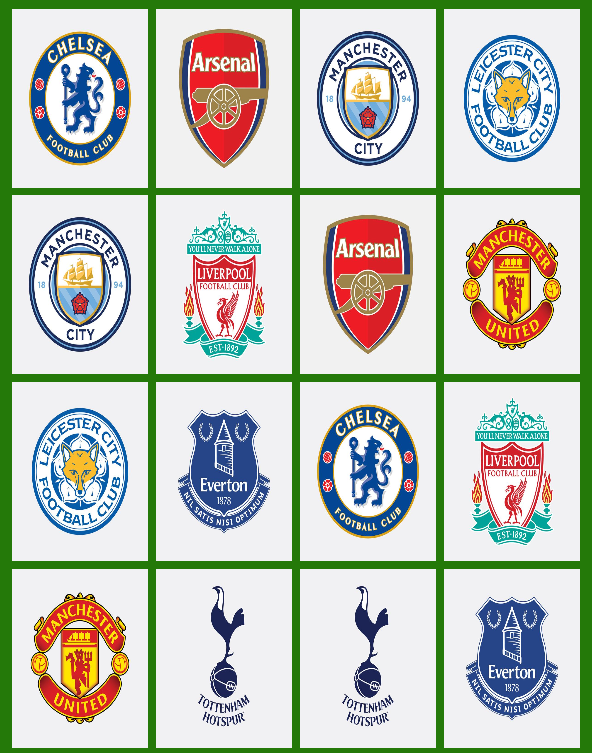 CHELSEA
FOOTBALL CLUB
Arsenal
MANCHESTER
18 94
CITY
LEICESTER CITY
FOOTBALL CLUB
MANCHESTER
18 94
CITY
YOU'LL NEVER WALK ALONE
LIVERPOOL
FOOTBALL CLUB
EST·1892
Arsenal
MANCHESTER
UNITED
LEICESTER CITY
FOOTBALL CLUB
Everton
1878
NIL SATIS NISI OPTIMUM
CHELSEA
FOOTBALL CLUB
YOU'LL NEVER WALK ALONE
LIVERPOOL
FOOTBALL CLUB
EST·1892
MANCHESTER
UNITED
TOTTENHAM
HOTSPUR
TOTTENHAM
HOTSPUR
Everton
1878
NIL SATIS NISI OPTIMUM